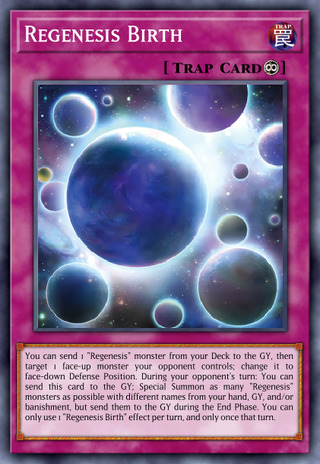 Regenesis Birth
TRAP
罠
[Trap Card]
You can send 1 "Regenesis" monster from your Deck to the GY, then
target 1 face-up monster your opponent controls; change it to
face-down Defense Position. During your opponent's turn: You can
send this card to the GY; Special Summon as many "Regenesis"
monsters as possible with different names from your hand, GY, and/or
banishment, but send them to the GY during the End Phase. You can
only use 1 "Regenesis Birth" effect per turn, and only once that turn.